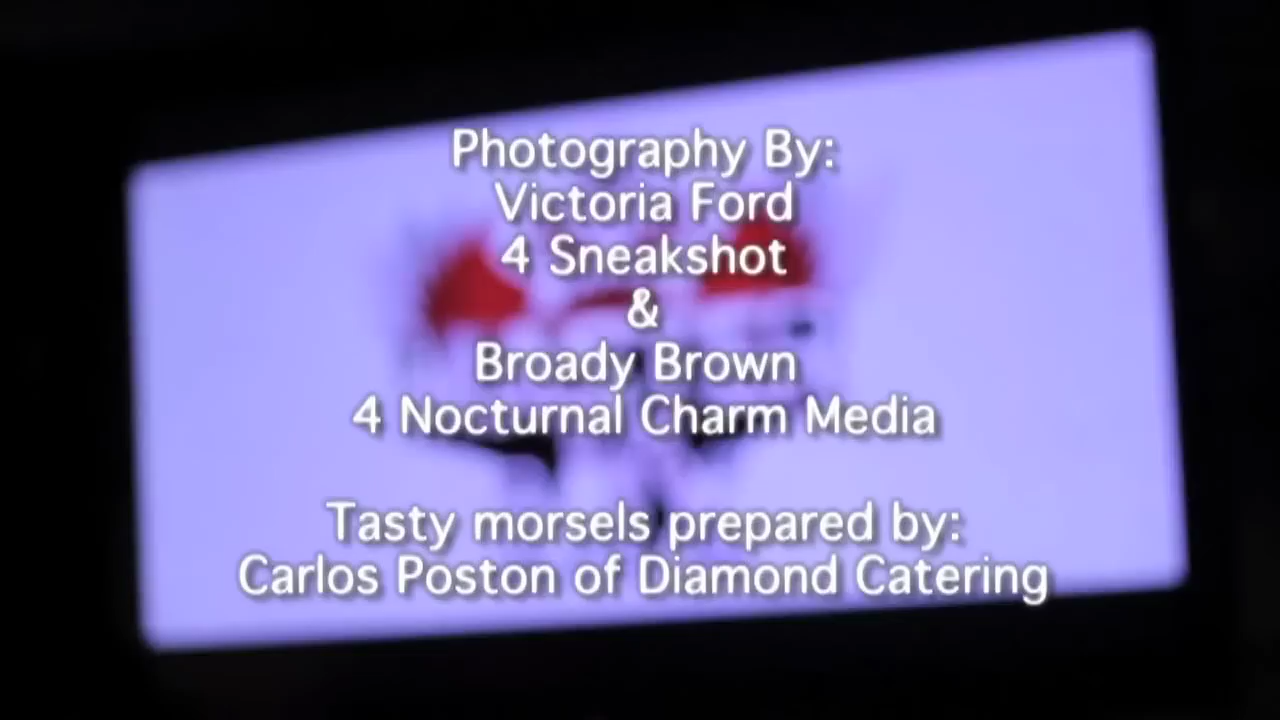 Photography By:
Victoria Ford
4 Sneakshot
&
Broady Brown
4 Nocturnal Charm Media
Tasty morsels prepared by:
Carlos Poston of Diamond Catering